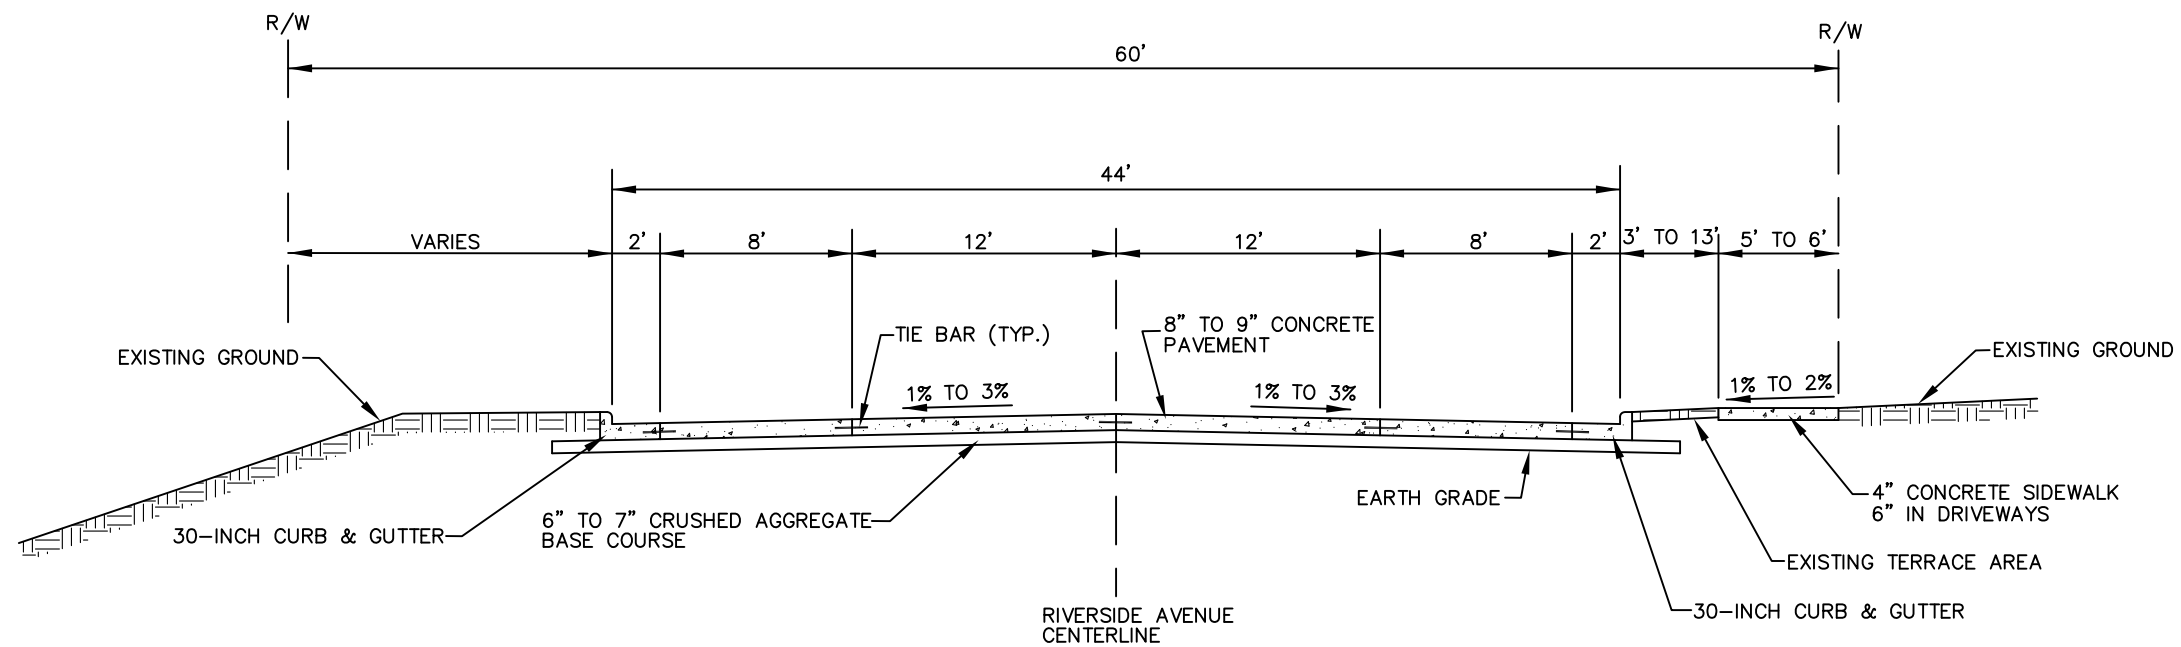 R/W
R/W
60'
44'
VARIES
2'
8'
12'
12'
8'
2'
3' TO 13'
5' TO 6'
EXISTING GROUND
TIE BAR (TYP.)
8" TO 9" CONCRETE
PAVEMENT
EXISTING GROUND
1% TO 3%
1% TO 3%
1% TO 2%
30-INCH CURB & GUTTER
6" TO 7" CRUSHED AGGREGATE
BASE COURSE
EARTH GRADE
4" CONCRETE SIDEWALK
6" IN DRIVEWAYS
EXISTING TERRACE AREA
30-INCH CURB & GUTTER
RIVERSIDE AVENUE
CENTERLINE